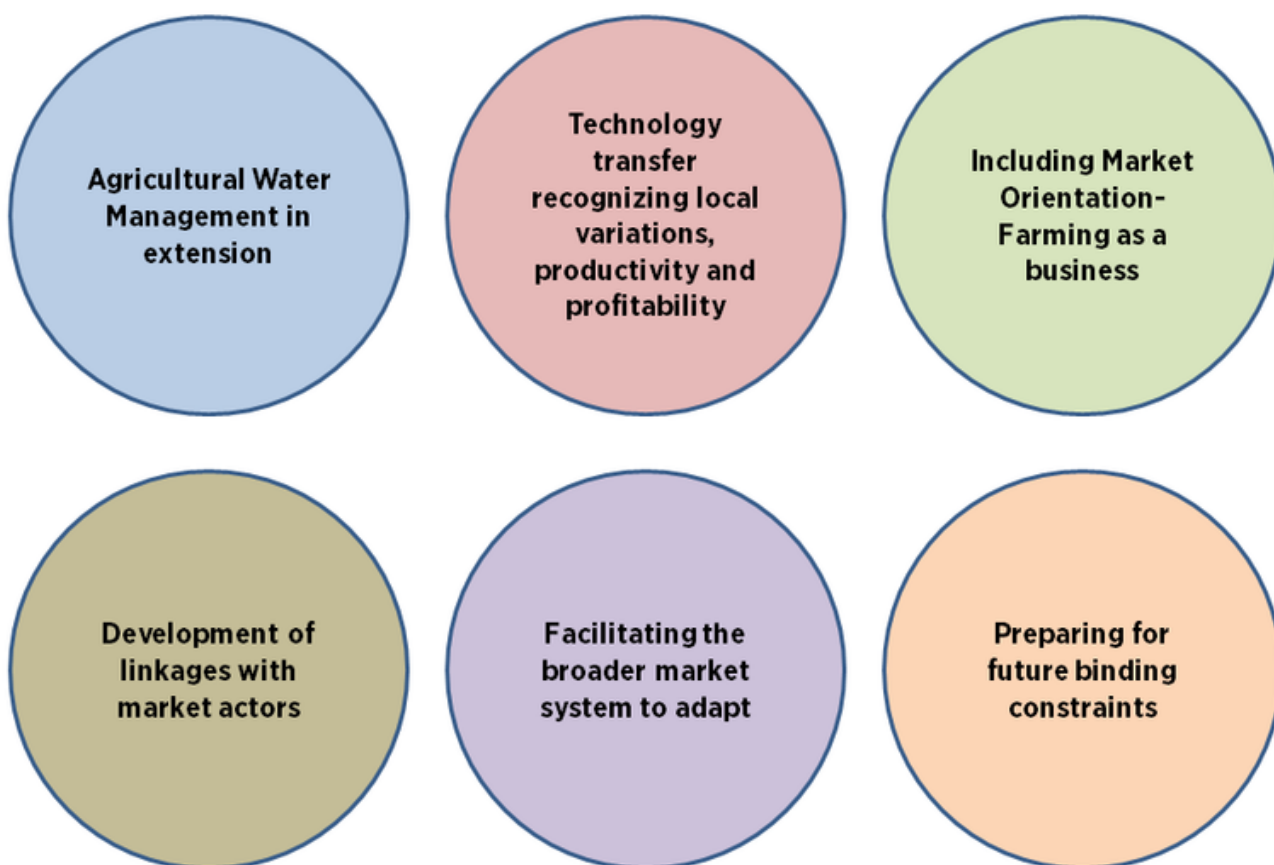 Agricultural Water
Management in
extension
Technology
transfer
recognizing local
variations,
productivity and
profitability
Including Market
Orientation-
Farming as a
business
Development of
linkages with
market actors
Facilitating the
broader market
system to adapt
Preparing for
future binding
constraints